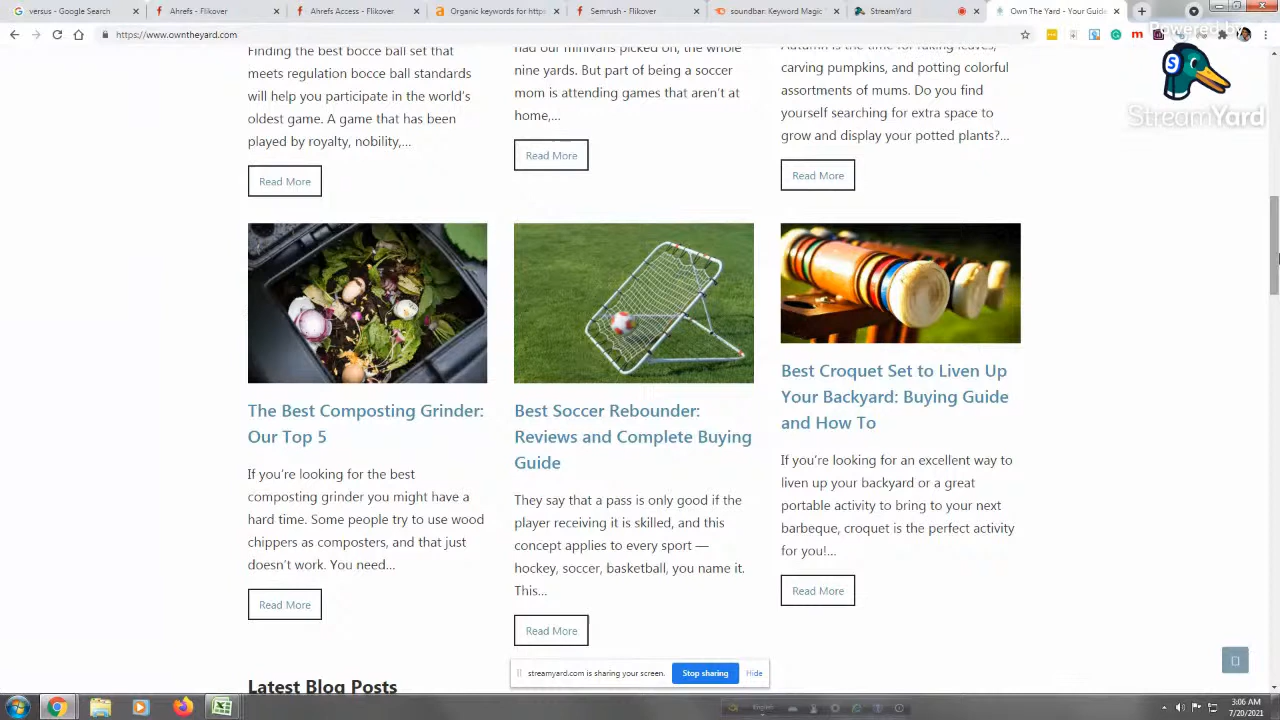 versus - Google Search
Ahrefs - Flikover
Ahrefs Access - Flikover
Organic keywords for https
Semrush - Flikover
soundbar: Keyword Magic
StreamYard
Own The Yard - Your Guide
https://www.owntheyard.com
Powered by
StreamYard
Finding the best bocce ball set that
meets regulation bocce ball standards
will help you participate in the world's
oldest game. A game that has been
played by royalty, nobility,...
Read More
had our minivans picked on, the whole
nine yards. But part of being a soccer
mom is attending games that aren't at
home,...
Read More
Autumn is the time for raking leaves,
carving pumpkins, and potting colorful
assortments of mums. Do you find
yourself searching for extra space to
grow and display your potted plants?...
Read More
The Best Composting Grinder:
Our Top 5
If you're looking for the best
composting grinder you might have a
hard time. Some people try to use wood
chippers as composters, and that just
doesn't work. You need...
Read More
Best Soccer Rebounder:
Reviews and Complete Buying
Guide
They say that a pass is only good if the
player receiving it is skilled, and this
concept applies to every sport —
hockey, soccer, basketball, you name it.
This...
Read More
Best Croquet Set to Liven Up
Your Backyard: Buying Guide
and How To
If you're looking for an excellent way to
liven up your backyard or a great
portable activity to bring to your next
barbeque, croquet is the perfect activity
for you!...
Read More
Latest Blog Posts
streamyard.com is sharing your screen.
Stop sharing
Hide
English
3:06 AM
7/20/2021